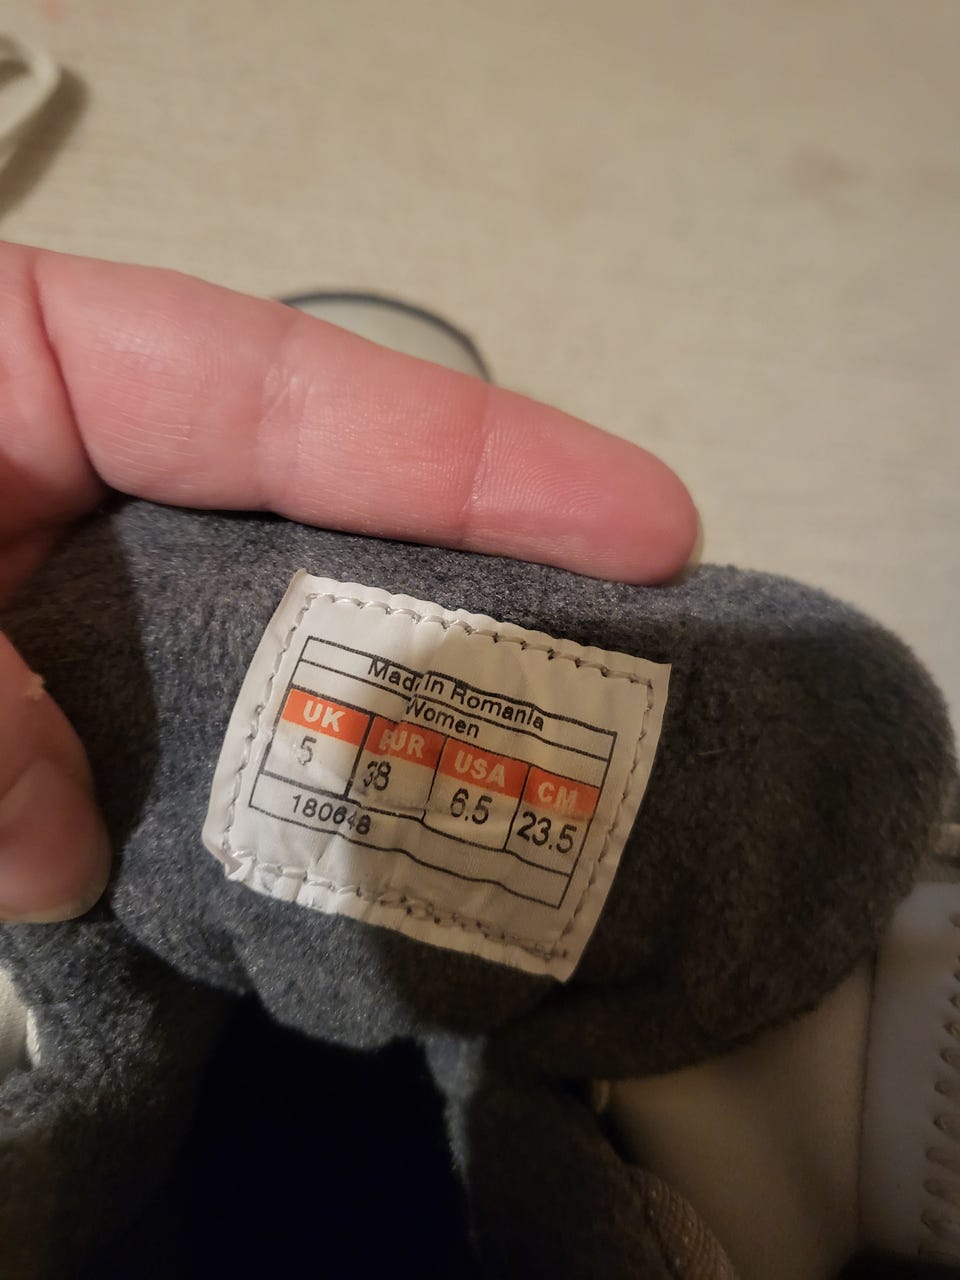 Made In Romania
Women
UK EUR USA CM
5 38 6.5 23.5
180648